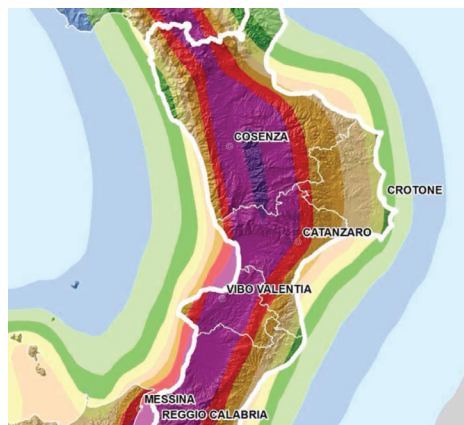 COSENZA
CROTONE
CATANZARO
VIBO VALENTIA
MESSINA
REGGIO CALABRIA